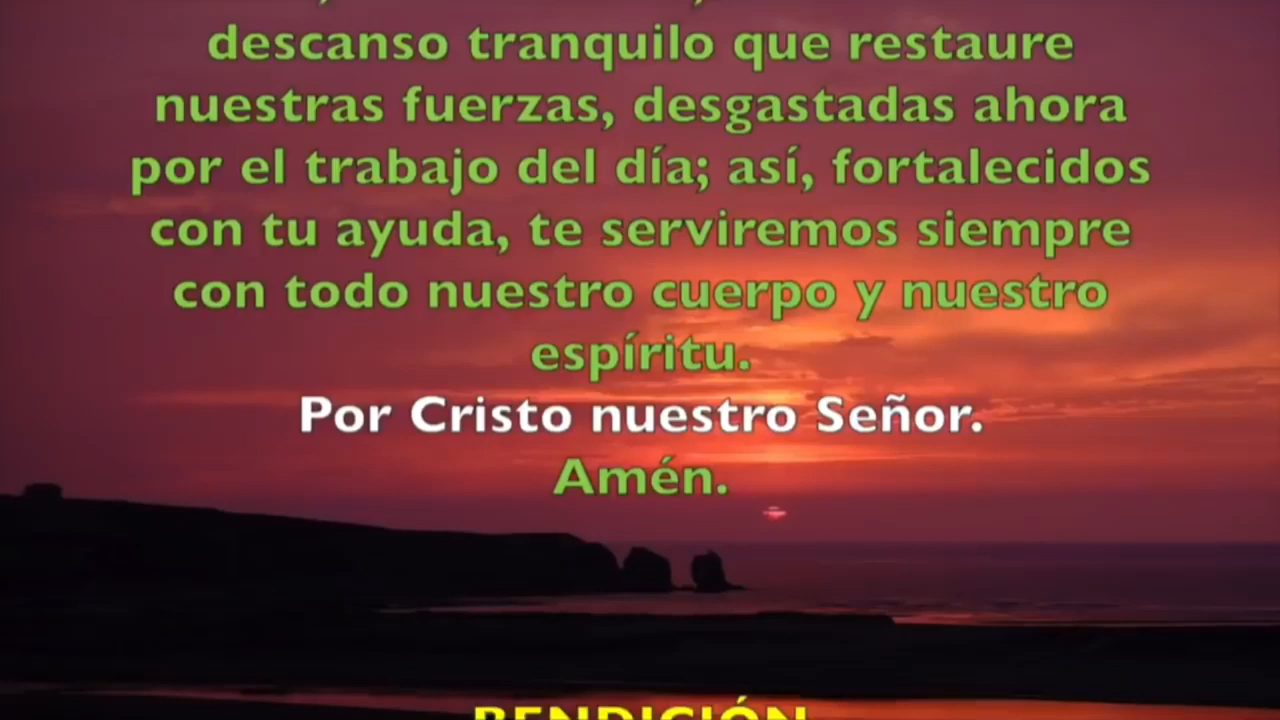 descanso tranquilo que restaure
nuestras fuerzas, desgastadas ahora
por el trabajo del día; así, fortalecidos
con tu ayuda, te serviremos siempre
con todo nuestro cuerpo y nuestro
espíritu.
Por Cristo nuestro Señor.
Amén.
BENDICIÓN